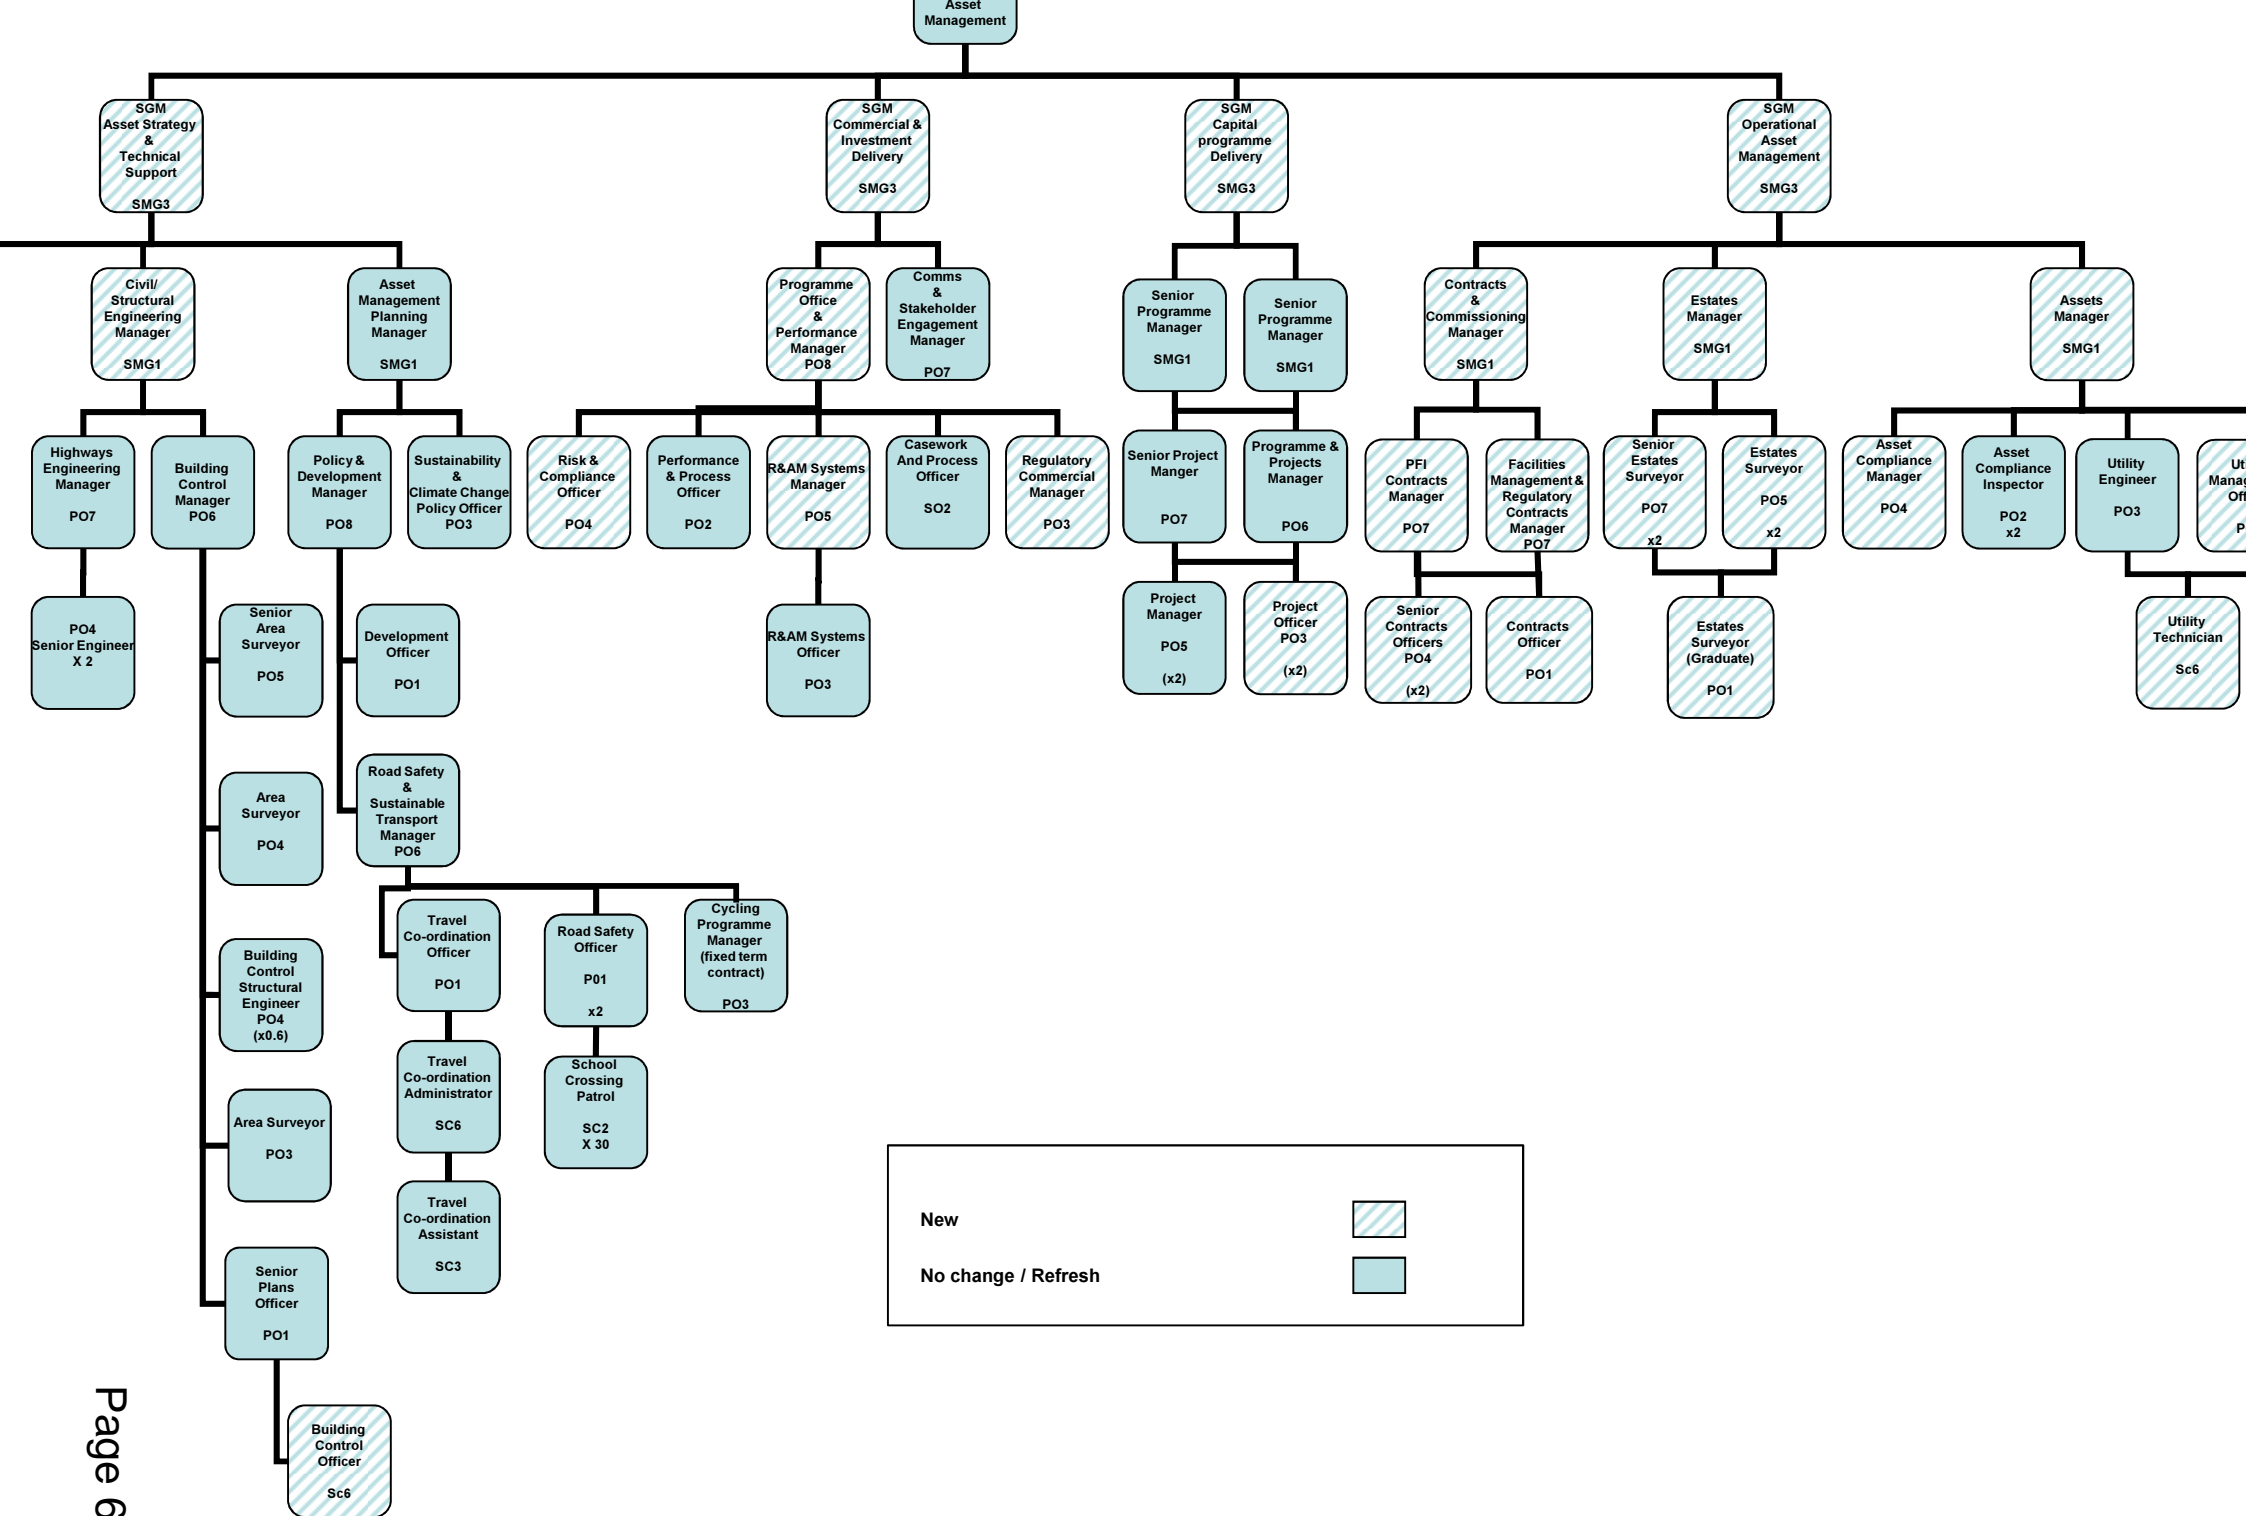 Asset
Management
SGM
Asset Strategy
&
Technical
Support
SMG3
SGM
Commercial &
Investment
Delivery
SMG3
SGM
Capital
programme
Delivery
SMG3
SGM
Operational
Asset
Management
SMG3
Civil/
Structural
Engineering
Manager
SMG1
Asset
Management
Planning
Manager
SMG1
Programme
Office
&
Performance
Manager
PO8
Comms
&
Stakeholder
Engagement
Manager
PO7
Senior
Programme
Manager
SMG1
Senior
Programme
Manager
SMG1
Contracts
&
Commissioning
Manager
SMG1
Estates
Manager
SMG1
Assets
Manager
SMG1
Highways
Engineering
Manager
PO7
Building
Control
Manager
PO6
Policy &
Development
Manager
PO8
Sustainability
&
Climate Change
Policy Officer
PO3
Risk &
Compliance
Officer
PO4
Performance
& Process
Officer
PO2
R&AM Systems
Manager
PO5
Casework
And Process
Officer
SO2
Regulatory
Commercial
Manager
PO3
Senior Project
Manger
PO7
Programme &
Projects
Manager
PO6
PFI
Contracts
Manager
PO7
Facilities
Management &
Regulatory
Contracts
Manager
PO7
Senior
Estates
Surveyor
PO7
x2
Estates
Surveyor
PO5
x2
Asset
Compliance
Manager
PO4
Asset
Compliance
Inspector
PO2
x2
Utility
Engineer
PO3
PO4
Senior Engineer
X 2
Senior
Area
Surveyor
PO5
Development
Officer
PO1
R&AM Systems
Officer
PO3
Project
Manager
PO5
(x2)
Project
Officer
PO3
(x2)
Senior
Contracts
Officers
PO4
(x2)
Contracts
Officer
PO1
Estates
Surveyor
(Graduate)
PO1
Utility
Technician
Sc6
Area
Surveyor
PO4
Road Safety
&
Sustainable
Transport
Manager
PO6
Building
Control
Structural
Engineer
PO4
(x0.6)
Travel
Co-ordination
Officer
PO1
Road Safety
Officer
P01
x2
Cycling
Programme
Manager
(fixed term
contract)
PO3
Travel
Co-ordination
Administrator
SC6
School
Crossing
Patrol
SC2
X 30
Area Surveyor
PO3
Travel
Co-ordination
Assistant
SC3
Senior
Plans
Officer
PO1
Building
Control
Officer
Sc6
New
No change / Refresh
Page 6